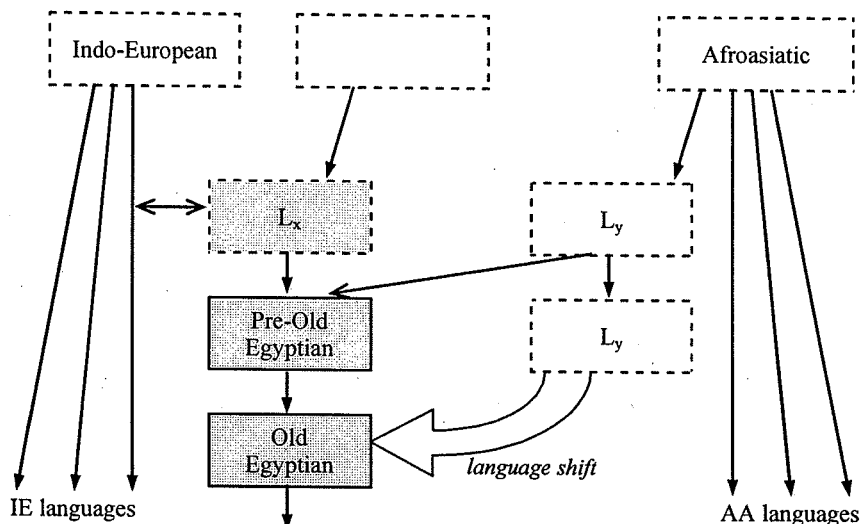 Indo-European
Afroasiatic
Lx
Ly
Pre-Old
Egyptian
Ly
Old
Egyptian
language shift
IE languages
AA languages